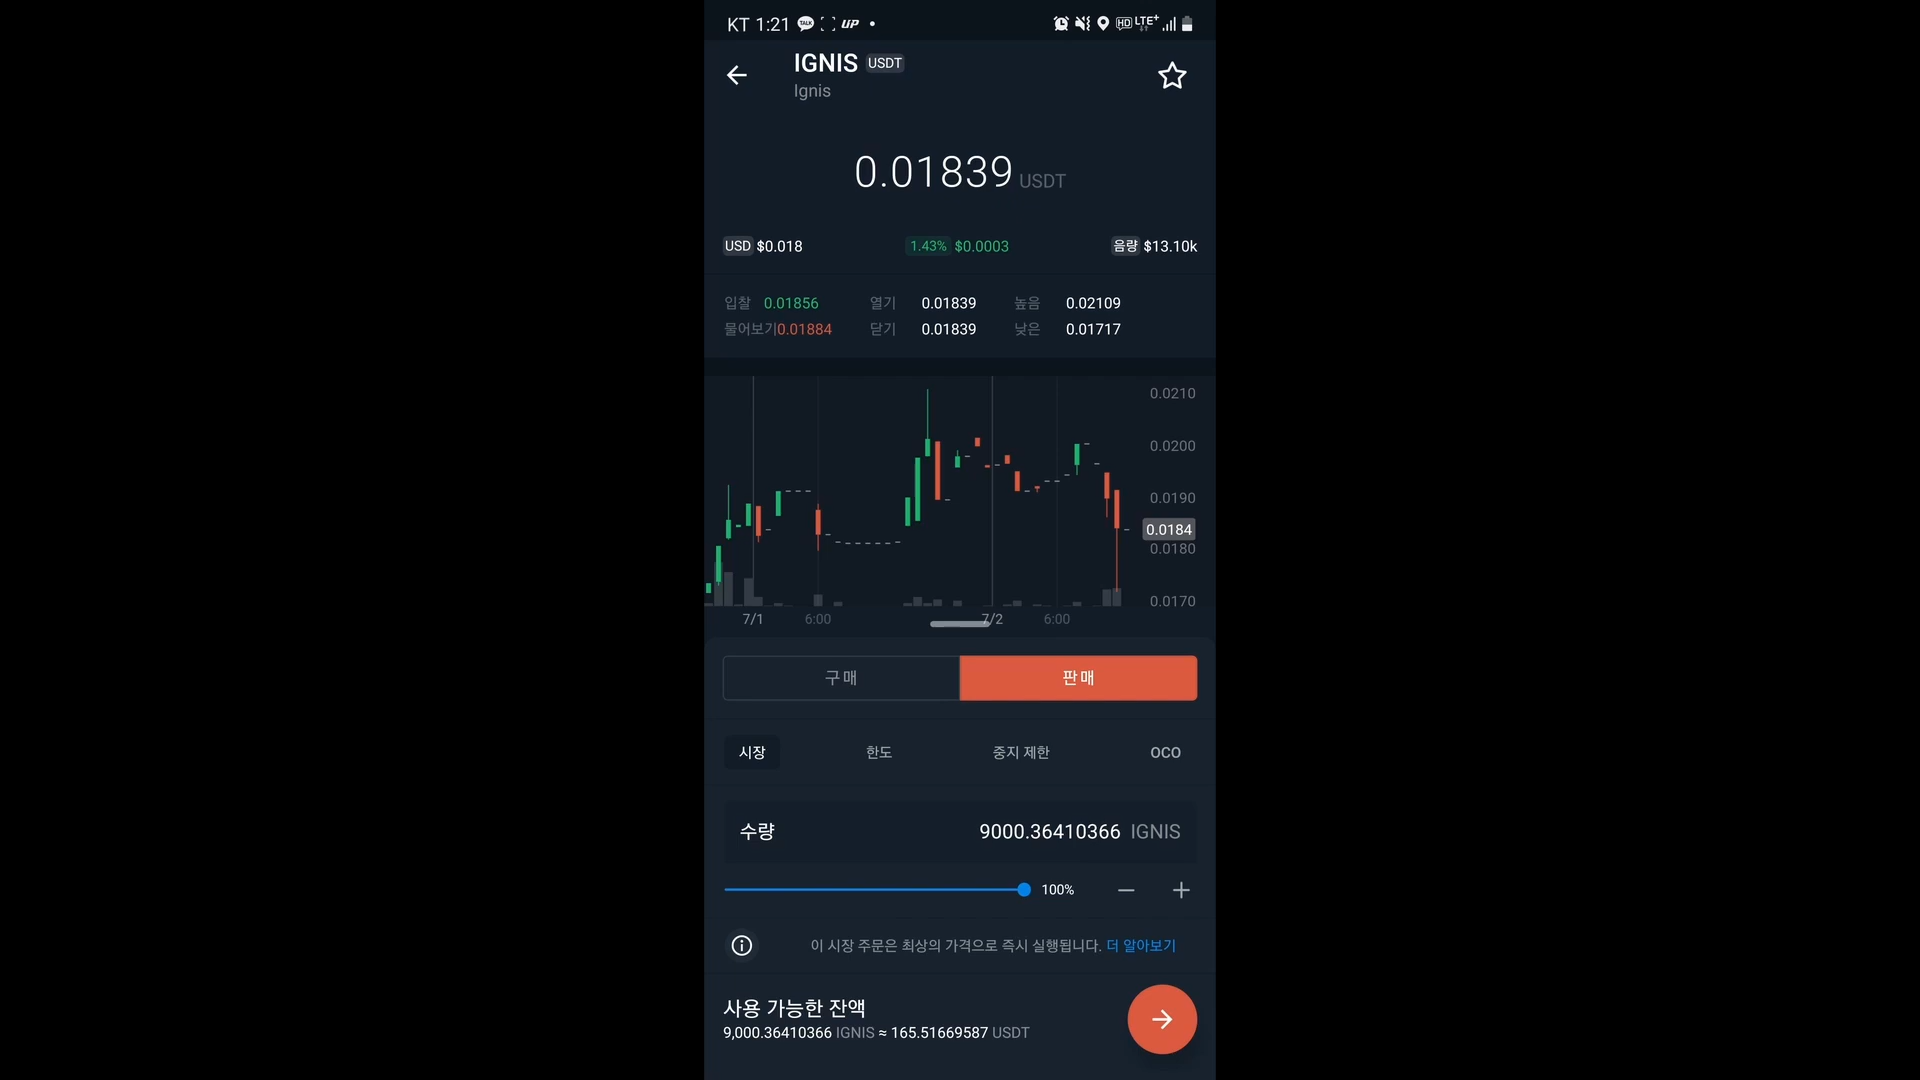 KT 1:21 TALK UP HD LTE+
IGNIS USDT
Ignis
0.01839 USDT
USD $0.018 1.43% $0.0003 음량 $13.10k
입찰 0.01856 열기 0.01839 높음 0.02109
물어보기 0.01884 닫기 0.01839 낮은 0.01717
0.0210
0.0200
0.0190
0.0184
0.0180
0.0170
7/1 6:00 7/2 6:00
구매 판매
시장 한도 중지 제한 OCO
수량 9000.36410366 IGNIS
100%
이 시장 주문은 최상의 가격으로 즉시 실행됩니다. 더 알아보기
사용 가능한 잔액
9,000.36410366 IGNIS ≈ 165.51669587 USDT